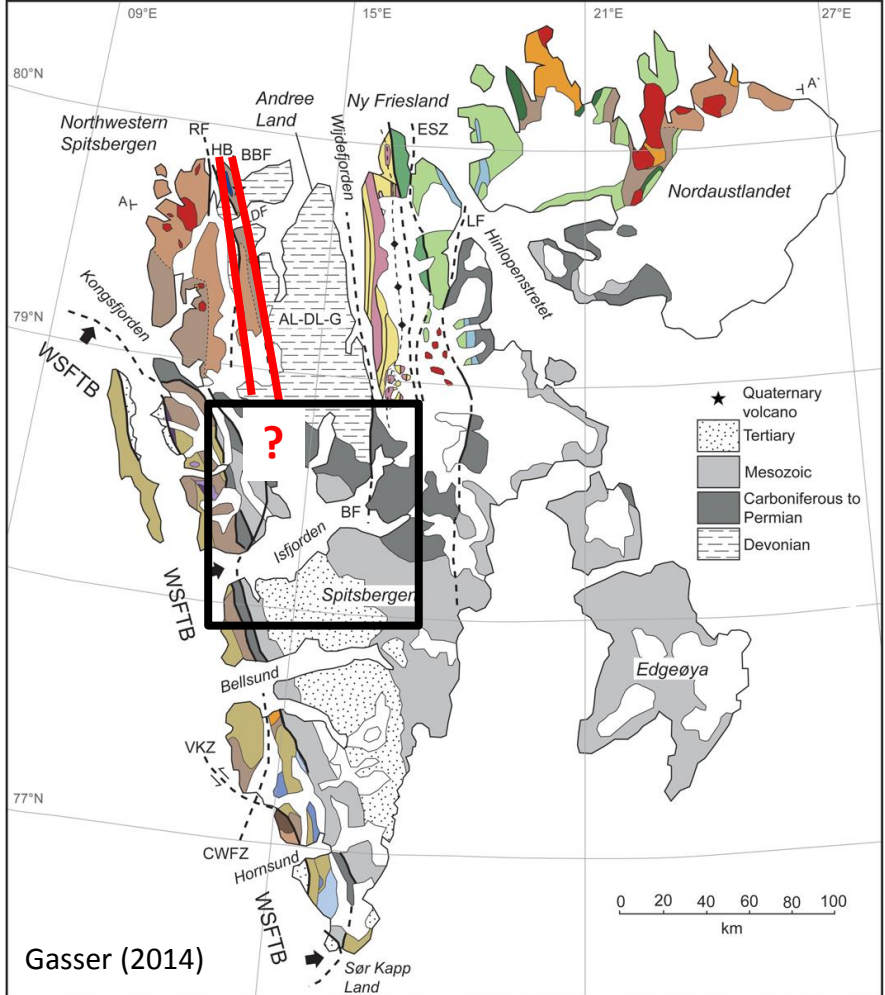 09°E
15°E
21°E
27°E
80°N
Andree
Land
Ny Friesland
ESZ
A'
Northwestern
Spitsbergen
RF
HB
BBF
Wijdefjorden
Nordaustlandet
A
DF
LF
Hinlopenstretet
Kongsfjorden
79°N
AL-DL-G
WSFTB
?
Quaternary
volcano
Tertiary
Mesozoic
Carboniferous to
Permian
Devonian
BF
Isfjorden
WSFTB
Spitsbergen
Edgeøya
Bellsund
VKZ
77°N
CWFZ
Hornsund
WSFTB
0 20 40 60 80 100
km
Gasser (2014)
Sør Kapp
Land